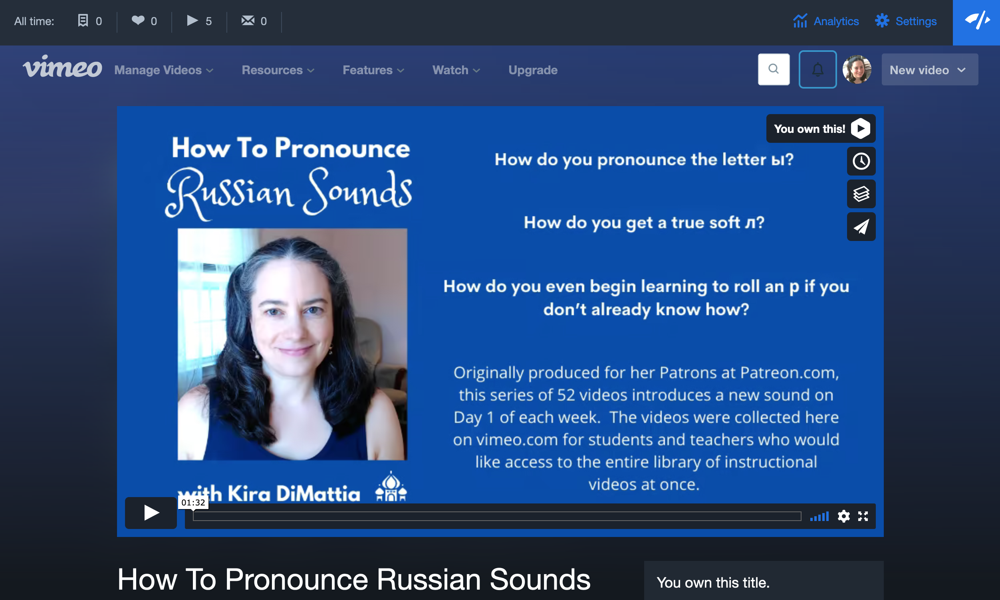 All time: 0 0 5 0 Analytics Settings
vimeo Manage Videos Resources Features Watch Upgrade New video
You own this!
How To Pronounce
Russian Sounds
with Kira DiMattia
How do you pronounce the letter ы?
How do you get a true soft л?
How do you even begin learning to roll an р if you
don't already know how?
Originally produced for her Patrons at Patreon.com,
this series of 52 videos introduces a new sound on
Day 1 of each week.  The videos were collected here
on vimeo.com for students and teachers who would
like access to the entire library of instructional
videos at once.
01:32
How To Pronounce Russian Sounds
You own this title.